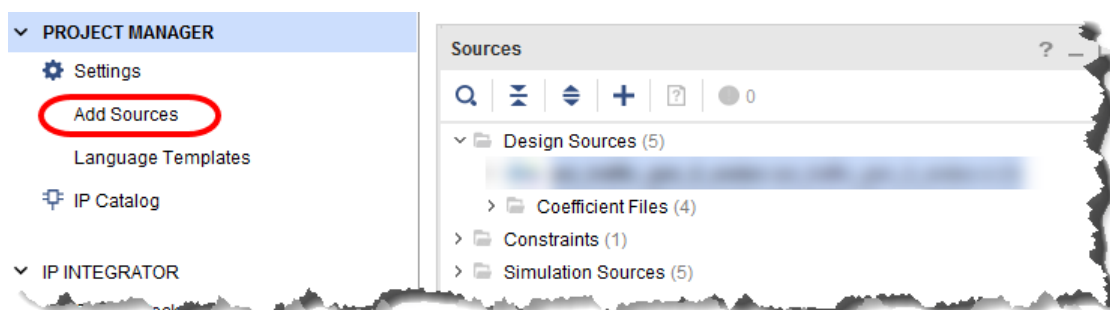 PROJECT MANAGER
Settings
Add Sources
Language Templates
IP Catalog
IP INTEGRATOR
Sources
?
0
Design Sources (5)
Coefficient Files (4)
Constraints (1)
Simulation Sources (5)